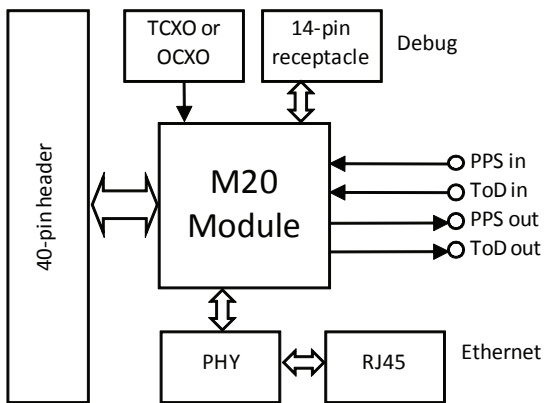 TCXO or
OCXO
14-pin
receptacle
Debug
40-pin header
M20
Module
PPS in
ToD in
PPS out
ToD out
PHY
RJ45
Ethernet